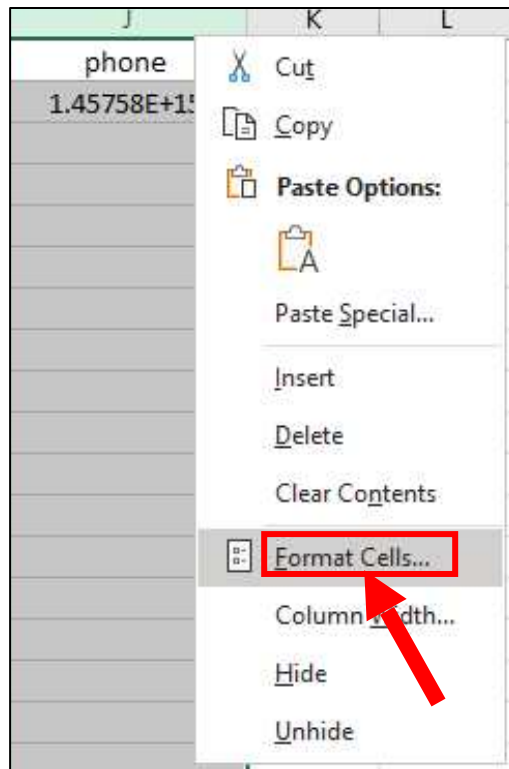 J K L
phone
1.45758E+15
Cut
Copy
Paste Options:
A
Paste Special...
Insert
Delete
Clear Contents
Format Cells...
Column Width...
Hide
Unhide